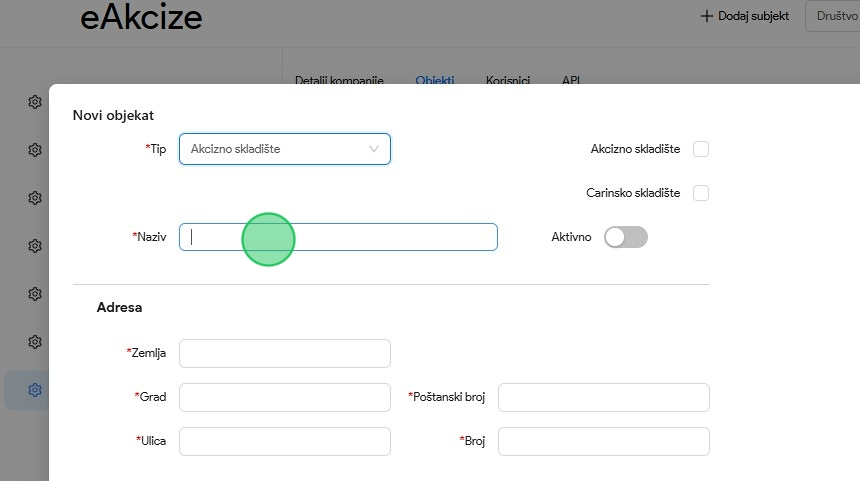 eAkcize
Dodaj subjekt
Društvo
Detalji kompanije Objekti Korisnici API
Novi objekat
*Tip Akcizno skladište
Akcizno skladište
Carinsko skladište
*Naziv
Aktivno
Adresa
*Zemlja
*Grad *Poštanski broj
*Ulica *Broj